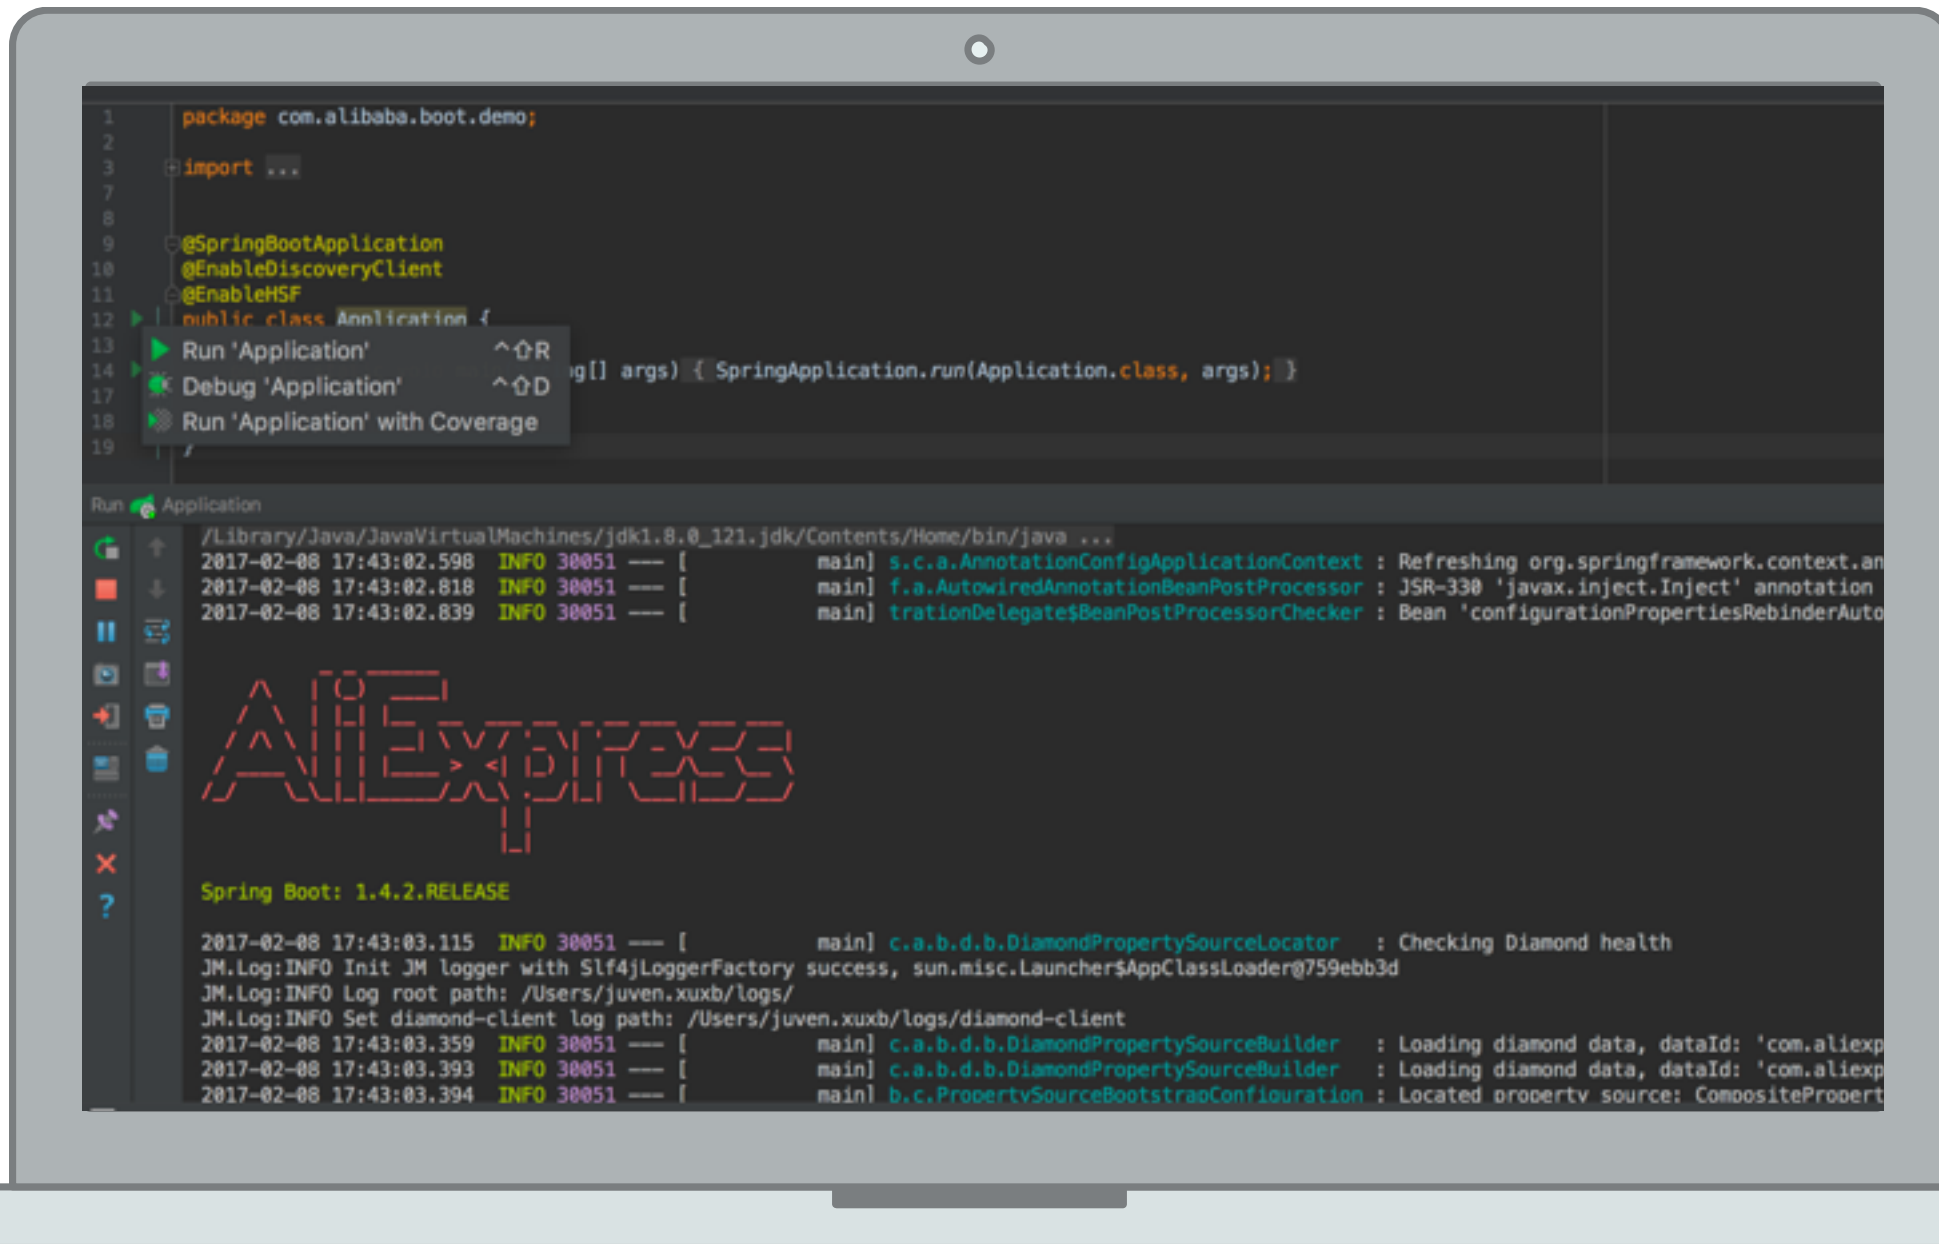 1 package com.alibaba.boot.demo;
2
3 import ...
7
8
9 @SpringBootApplication
10 @EnableDiscoveryClient
11 @EnableHSF
12 public class Application {
13
Run 'Application' ^⇧R
14 g[] args) { SpringApplication.run(Application.class, args); }
Debug 'Application' ^⇧D
17
18
Run 'Application' with Coverage
19 }
Run Application
/Library/Java/JavaVirtualMachines/jdk1.8.0_121.jdk/Contents/Home/bin/java ...
2017-02-08 17:43:02.598 INFO 30051 --- [ main] s.c.a.AnnotationConfigApplicationContext : Refreshing org.springframework.context.an
2017-02-08 17:43:02.818 INFO 30051 --- [ main] f.a.AutowiredAnnotationBeanPostProcessor : JSR-330 'javax.inject.Inject' annotation
2017-02-08 17:43:02.839 INFO 30051 --- [ main] trationDelegate$BeanPostProcessorChecker : Bean 'configurationPropertiesRebinderAuto
AliExpress
Spring Boot: 1.4.2.RELEASE
2017-02-08 17:43:03.115 INFO 30051 --- [ main] c.a.b.d.b.DiamondPropertySourceLocator : Checking Diamond health
JM.Log:INFO Init JM logger with Slf4jLoggerFactory success, sun.misc.Launcher$AppClassLoader@759ebb3d
JM.Log:INFO Log root path: /Users/juven.xuxb/logs/
JM.Log:INFO Set diamond-client log path: /Users/juven.xuxb/logs/diamond-client
2017-02-08 17:43:03.359 INFO 30051 --- [ main] c.a.b.d.b.DiamondPropertySourceBuilder : Loading diamond data, dataId: 'com.aliexp
2017-02-08 17:43:03.393 INFO 30051 --- [ main] c.a.b.d.b.DiamondPropertySourceBuilder : Loading diamond data, dataId: 'com.aliexp
2017-02-08 17:43:03.394 INFO 30051 --- [ main] b.c.PropertySourceBootstrapConfiguration : Located property source: CompositePropert